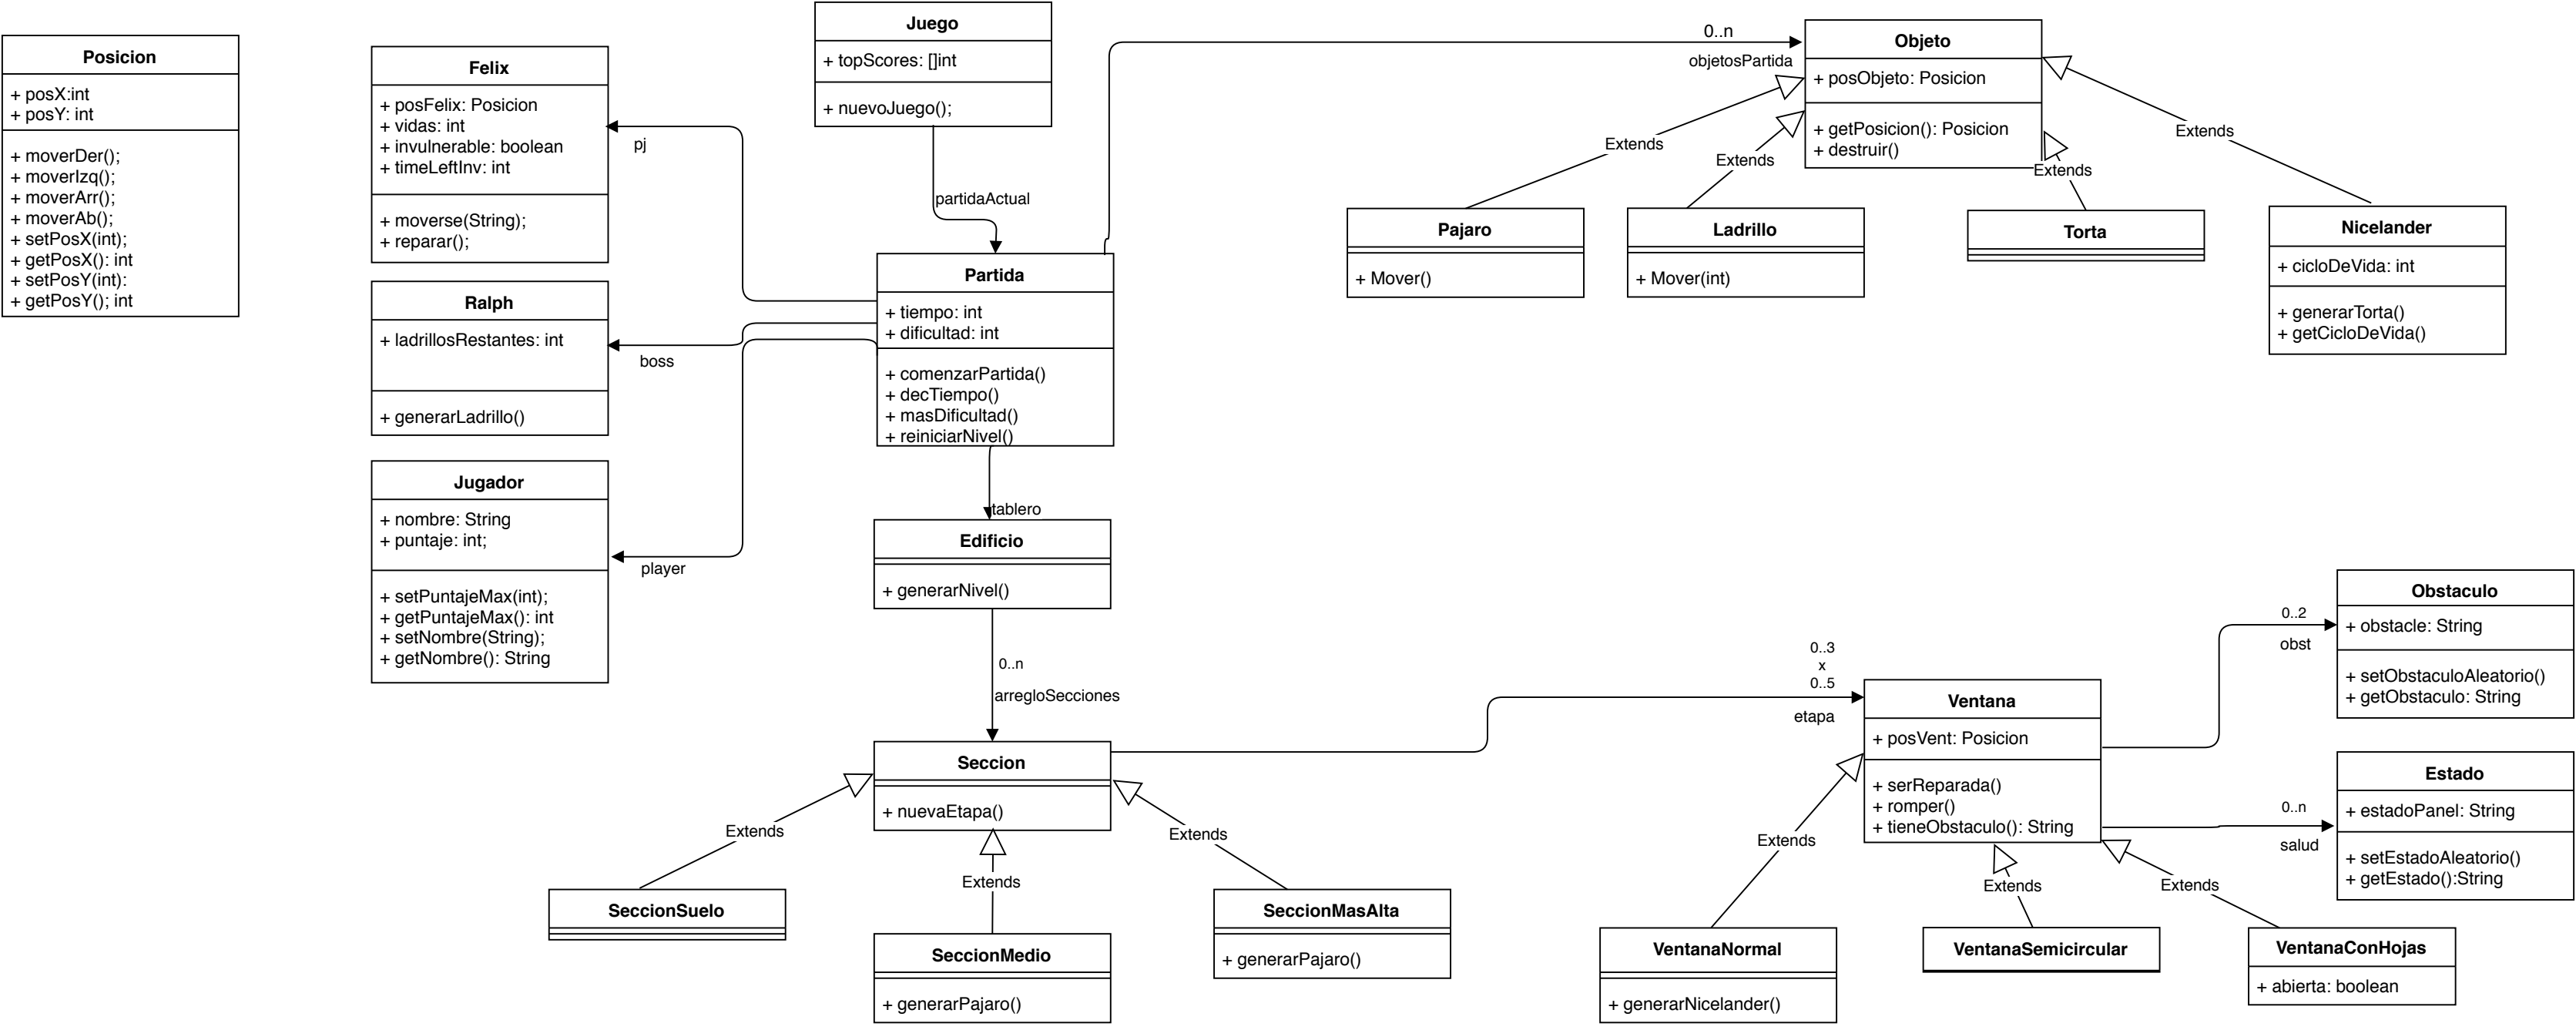 Posicion
+ posX:int
+ posY: int
+ moverDer();
+ moverIzq();
+ moverArr();
+ moverAb();
+ setPosX(int);
+ getPosX(): int
+ setPosY(int):
+ getPosY(); int
Felix
+ posFelix: Posicion
+ vidas: int
+ invulnerable: boolean
+ timeLeftInv: int
+ moverse(String);
+ reparar();
pj
Ralph
+ ladrillosRestantes: int
+ generarLadrillo()
boss
Jugador
+ nombre: String
+ puntaje: int;
+ setPuntajeMax(int);
+ getPuntajeMax(): int
+ setNombre(String);
+ getNombre(): String
player
Juego
+ topScores: []int
+ nuevoJuego();
partidaActual
Partida
+ tiempo: int
+ dificultad: int
+ comenzarPartida()
+ decTiempo()
+ masDificultad()
+ reiniciarNivel()
tablero
Edificio
+ generarNivel()
0..n
arregloSecciones
Seccion
+ nuevaEtapa()
Extends
Extends
Extends
SeccionSuelo
SeccionMedio
+ generarPajaro()
SeccionMasAlta
+ generarPajaro()
0..n
objetosPartida
Objeto
+ posObjeto: Posicion
+ getPosicion(): Posicion
+ destruir()
Extends
Extends
Extends
Extends
Pajaro
+ Mover()
Ladrillo
+ Mover(int)
Torta
Nicelander
+ cicloDeVida: int
+ generarTorta()
+ getCicloDeVida()
0..3
x
0..5
etapa
Ventana
+ posVent: Posicion
+ serReparada()
+ romper()
+ tieneObstaculo(): String
0..2
obst
Obstaculo
+ obstacle: String
+ setObstaculoAleatorio()
+ getObstaculo: String
0..n
salud
Estado
+ estadoPanel: String
+ setEstadoAleatorio()
+ getEstado():String
Extends
Extends
Extends
VentanaNormal
+ generarNicelander()
VentanaSemicircular
VentanaConHojas
+ abierta: boolean